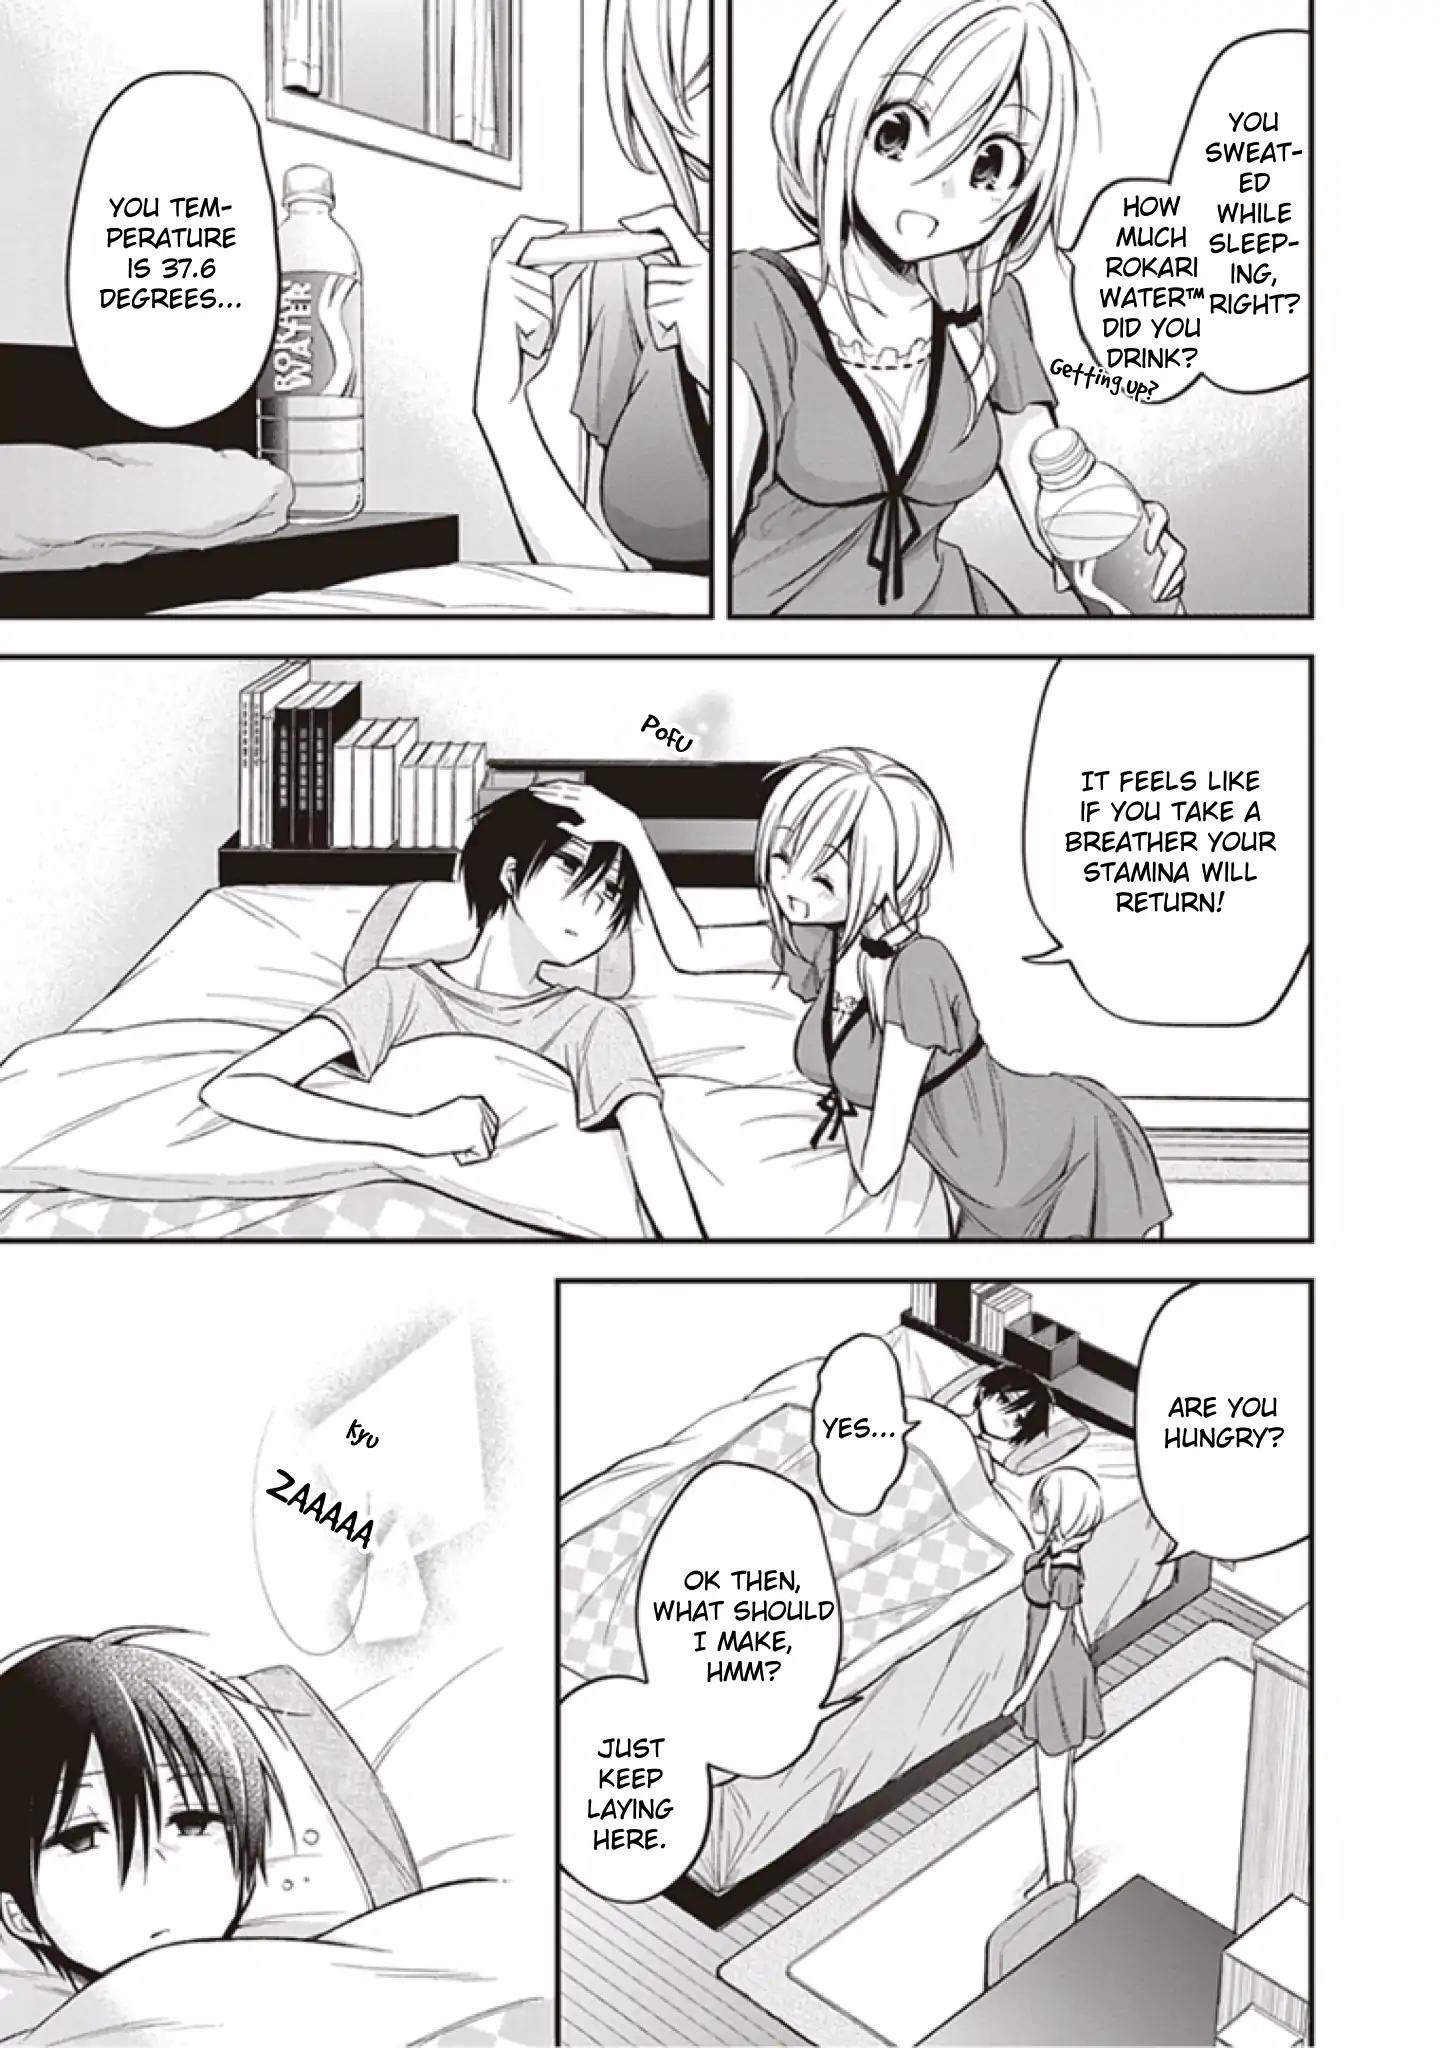 YOU
SWEAT-
ED
WHILE
SLEEP-
ING,
RIGHT?
HOW
MUCH
ROKARI
WATER™
DID YOU
DRINK?
Getting up?
YOU TEM-
PERATURE
IS 37.6
DEGREES...
WATER
IT FEELS LIKE
IF YOU TAKE A
BREATHER YOUR
STAMINA WILL
RETURN!
POFU
ARE YOU
HUNGRY?
YES...
OK THEN,
WHAT SHOULD
I MAKE,
HMM?
JUST
KEEP
LAYING
HERE.
kyu
ZAAAAA